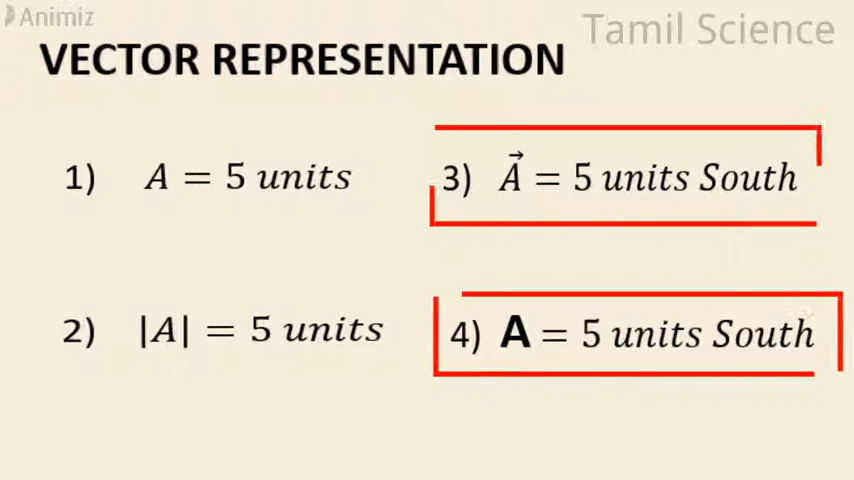 Animiz
Tamil Science
VECTOR REPRESENTATION
1) A = 5 units
3) A⃗ = 5 units South
2) |A| = 5 units
4) A = 5 units South